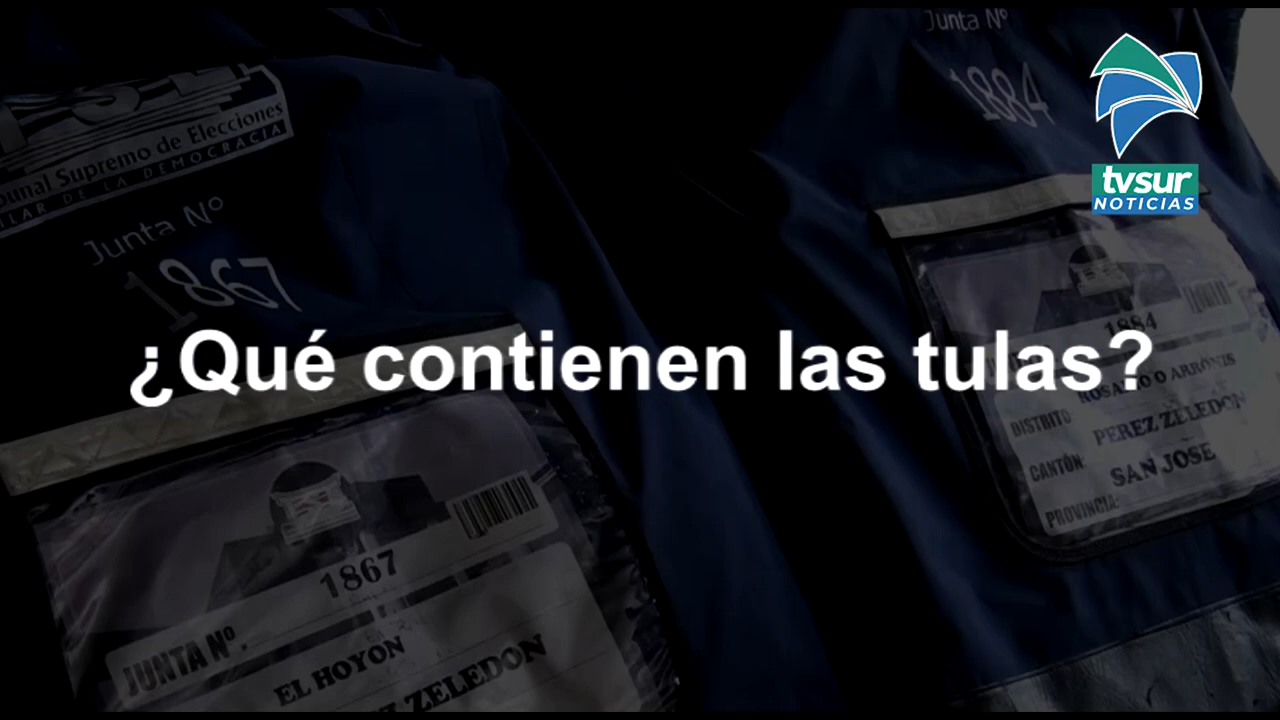 Tribunal Supremo de Elecciones
PILAR DE LA DEMOCRACIA
Junta Nº
1867
Junta Nº
1884
tvsur
NOTICIAS
¿Qué contienen las tulas?
1884
DISTRITO ROSARIO O ARRONIS
CANTÓN: PEREZ ZELEDON
PROVINCIA: SAN JOSE
JUNTA Nº. 1867
EL HOYON
ZELEDON